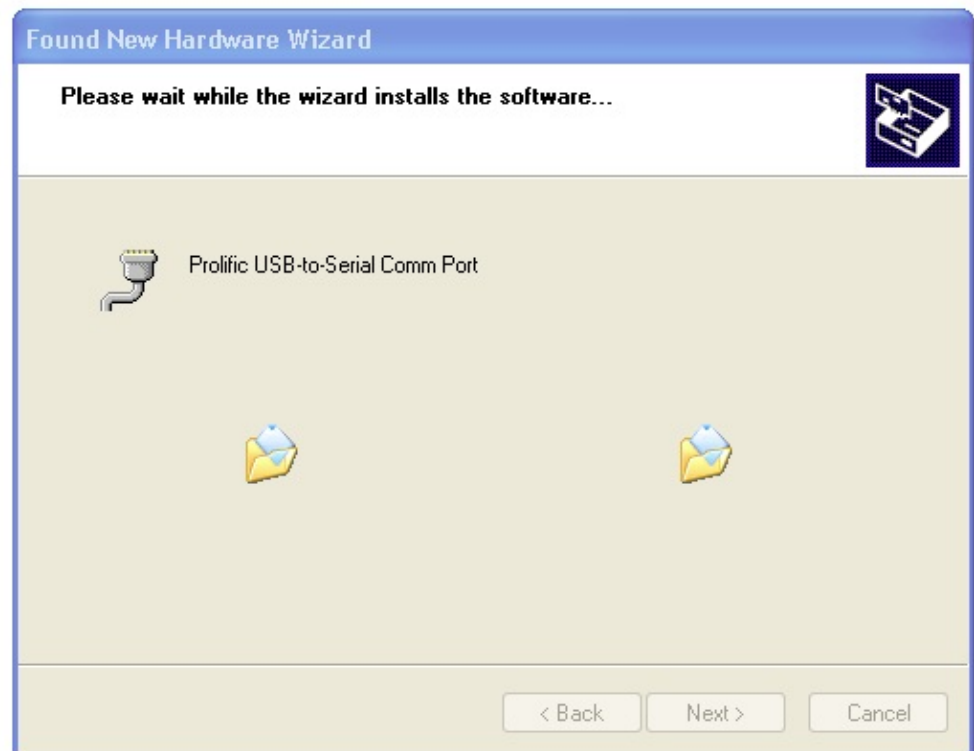 Found New Hardware Wizard
Please wait while the wizard installs the software...
Prolific USB-to-Serial Comm Port
< Back
Next >
Cancel